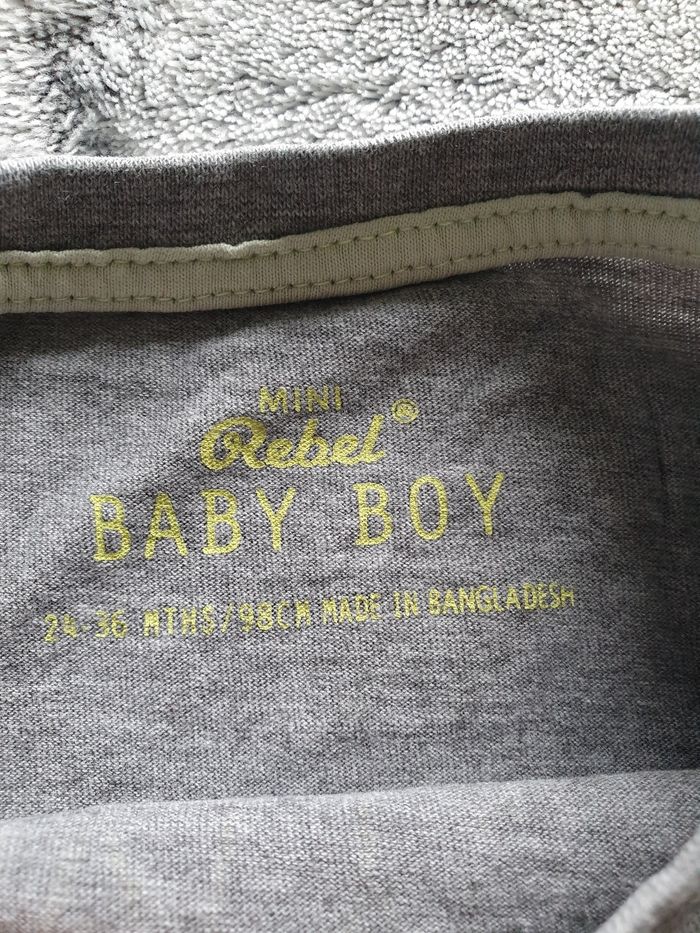 MINI
Rebel®
BABY BOY
24-36 MTHS/98CM MADE IN BANGLADESH